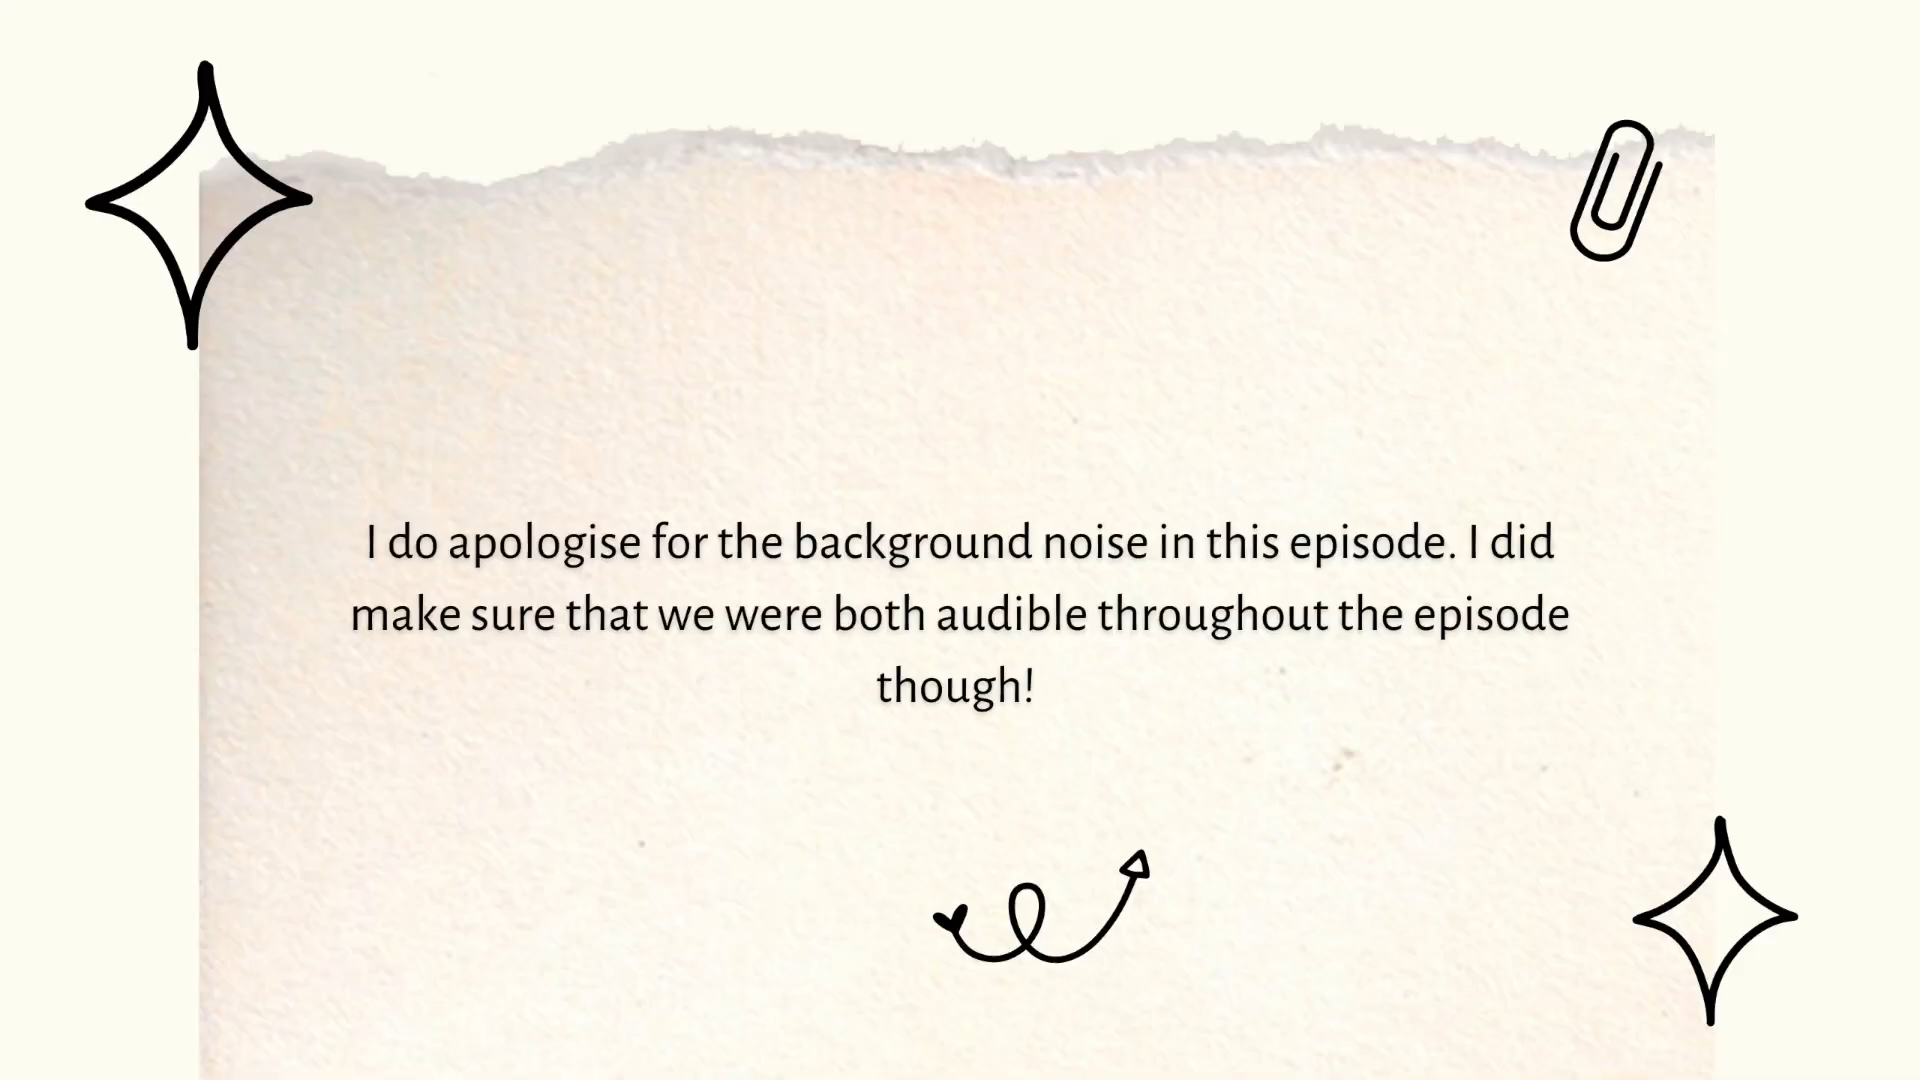 I do apologise for the background noise in this episode. I did
make sure that we were both audible throughout the episode
though!